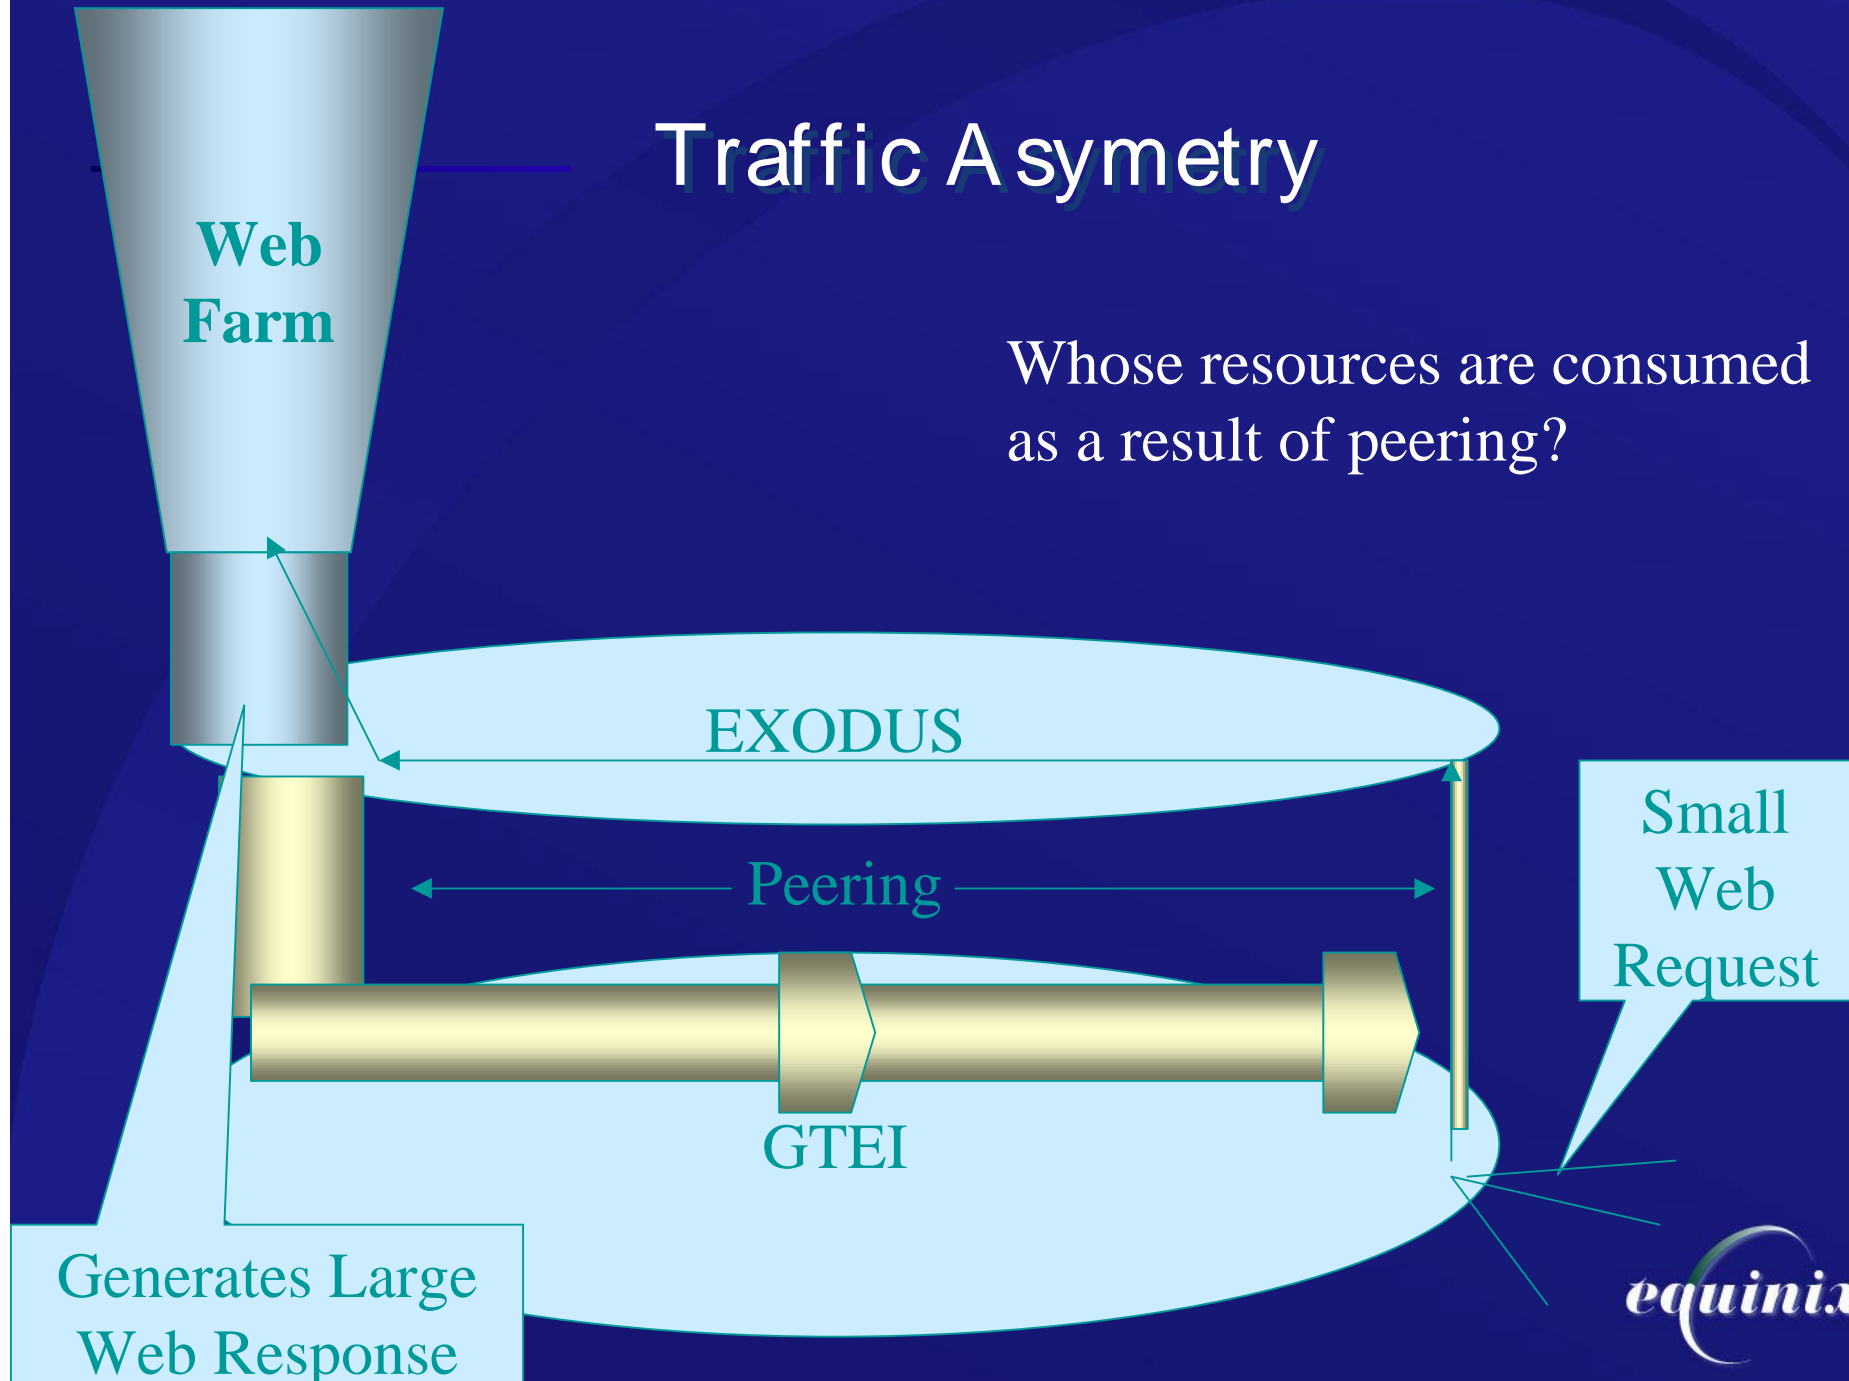 Traffic Asymetry
Web
Farm
Whose resources are consumed
as a result of peering?
EXODUS
Peering
Small
Web
Request
GTEI
Generates Large
Web Response
equinix